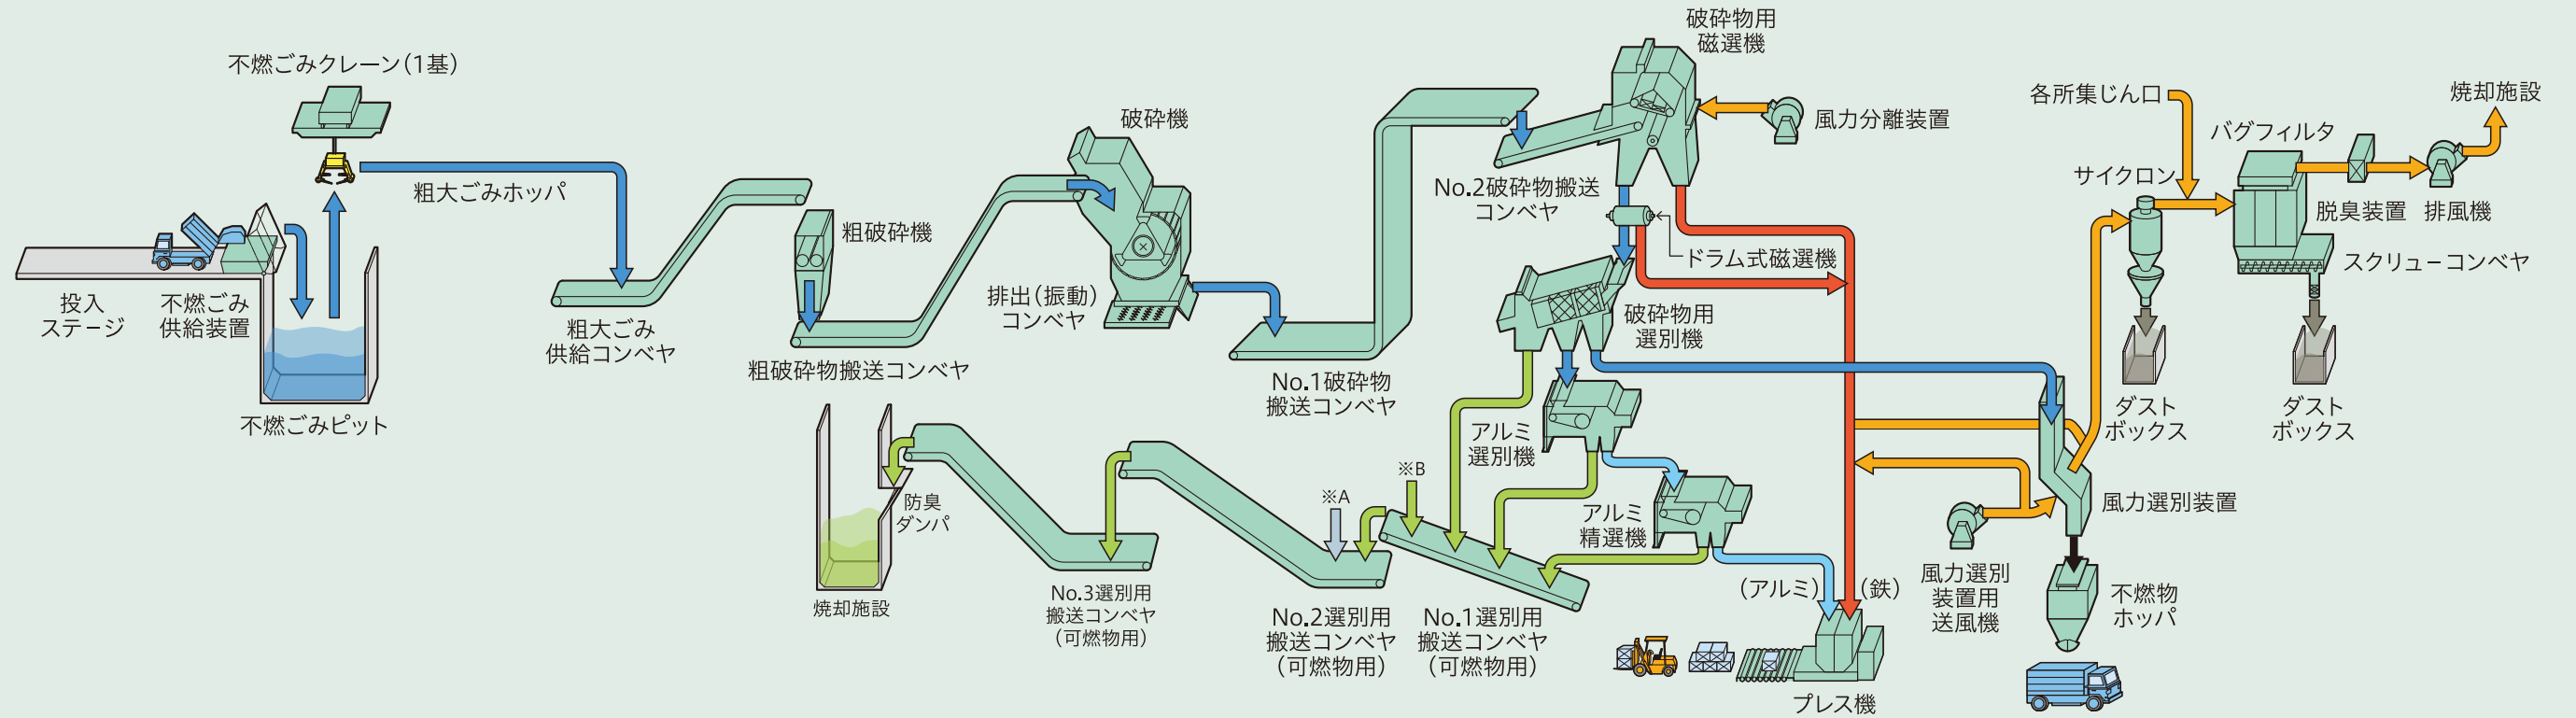 不燃ごみクレーン(1基)
粗大ごみホッパ
投入
ステージ
不燃ごみ
供給装置
不燃ごみピット
粗大ごみ
供給コンベヤ
粗破砕機
粗破砕物搬送コンベヤ
破砕機
排出(振動)
コンベヤ
No.1破砕物
搬送コンベヤ
No.2破砕物搬送
コンベヤ
破砕物用
磁選機
風力分離装置
ドラム式磁選機
破砕物用
選別機
アルミ
選別機
アルミ
精選機
※A
※B
No.1選別用
搬送コンベヤ
(可燃物用)
No.2選別用
搬送コンベヤ
(可燃物用)
No.3選別用
搬送コンベヤ
(可燃物用)
防臭
ダンパ
焼却施設
(アルミ)
(鉄)
プレス機
風力選別
装置用
送風機
風力選別装置
不燃物
ホッパ
各所集じん口
サイクロン
ダスト
ボックス
バグフィルタ
スクリューコンベヤ
ダスト
ボックス
脱臭装置
排風機
焼却施設